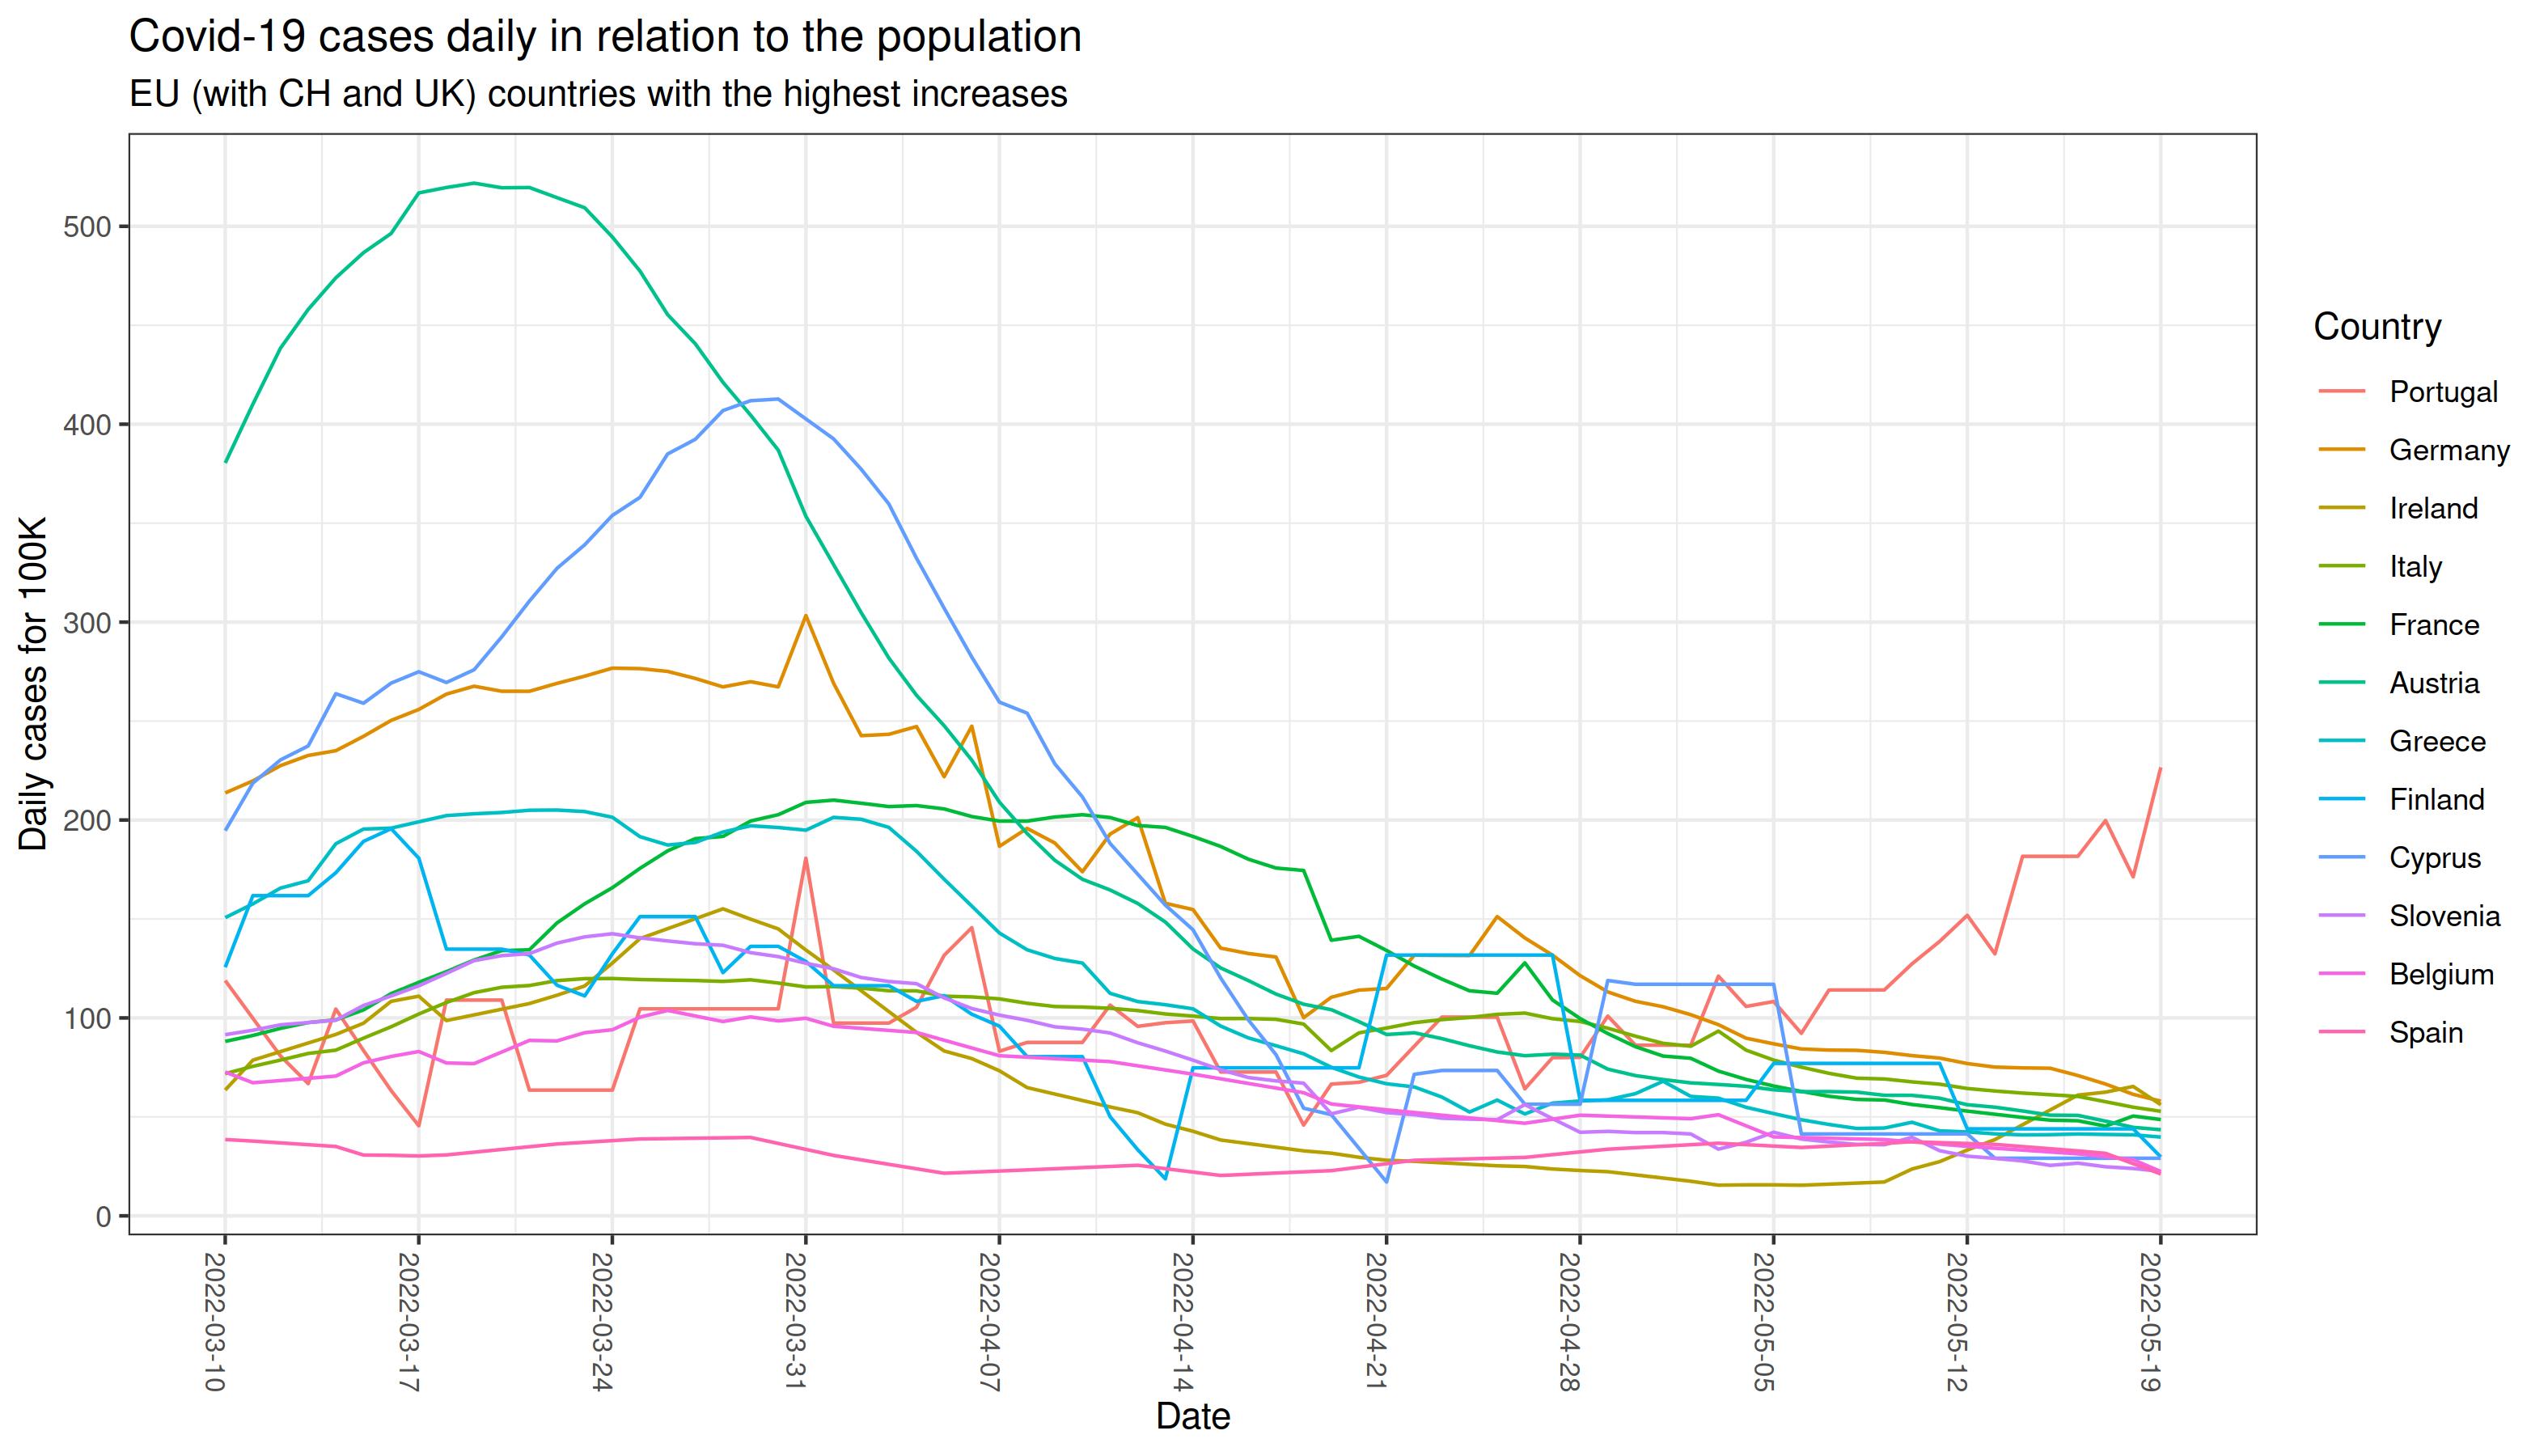 Covid-19 cases daily in relation to the population
EU (with CH and UK) countries with the highest increases
Daily cases for 100K
500
400
300
200
100
0
2022-03-10
2022-03-17
2022-03-24
2022-03-31
2022-04-07
2022-04-14
2022-04-21
2022-04-28
2022-05-05
2022-05-12
2022-05-19
Date
Country
Portugal
Germany
Ireland
Italy
France
Austria
Greece
Finland
Cyprus
Slovenia
Belgium
Spain